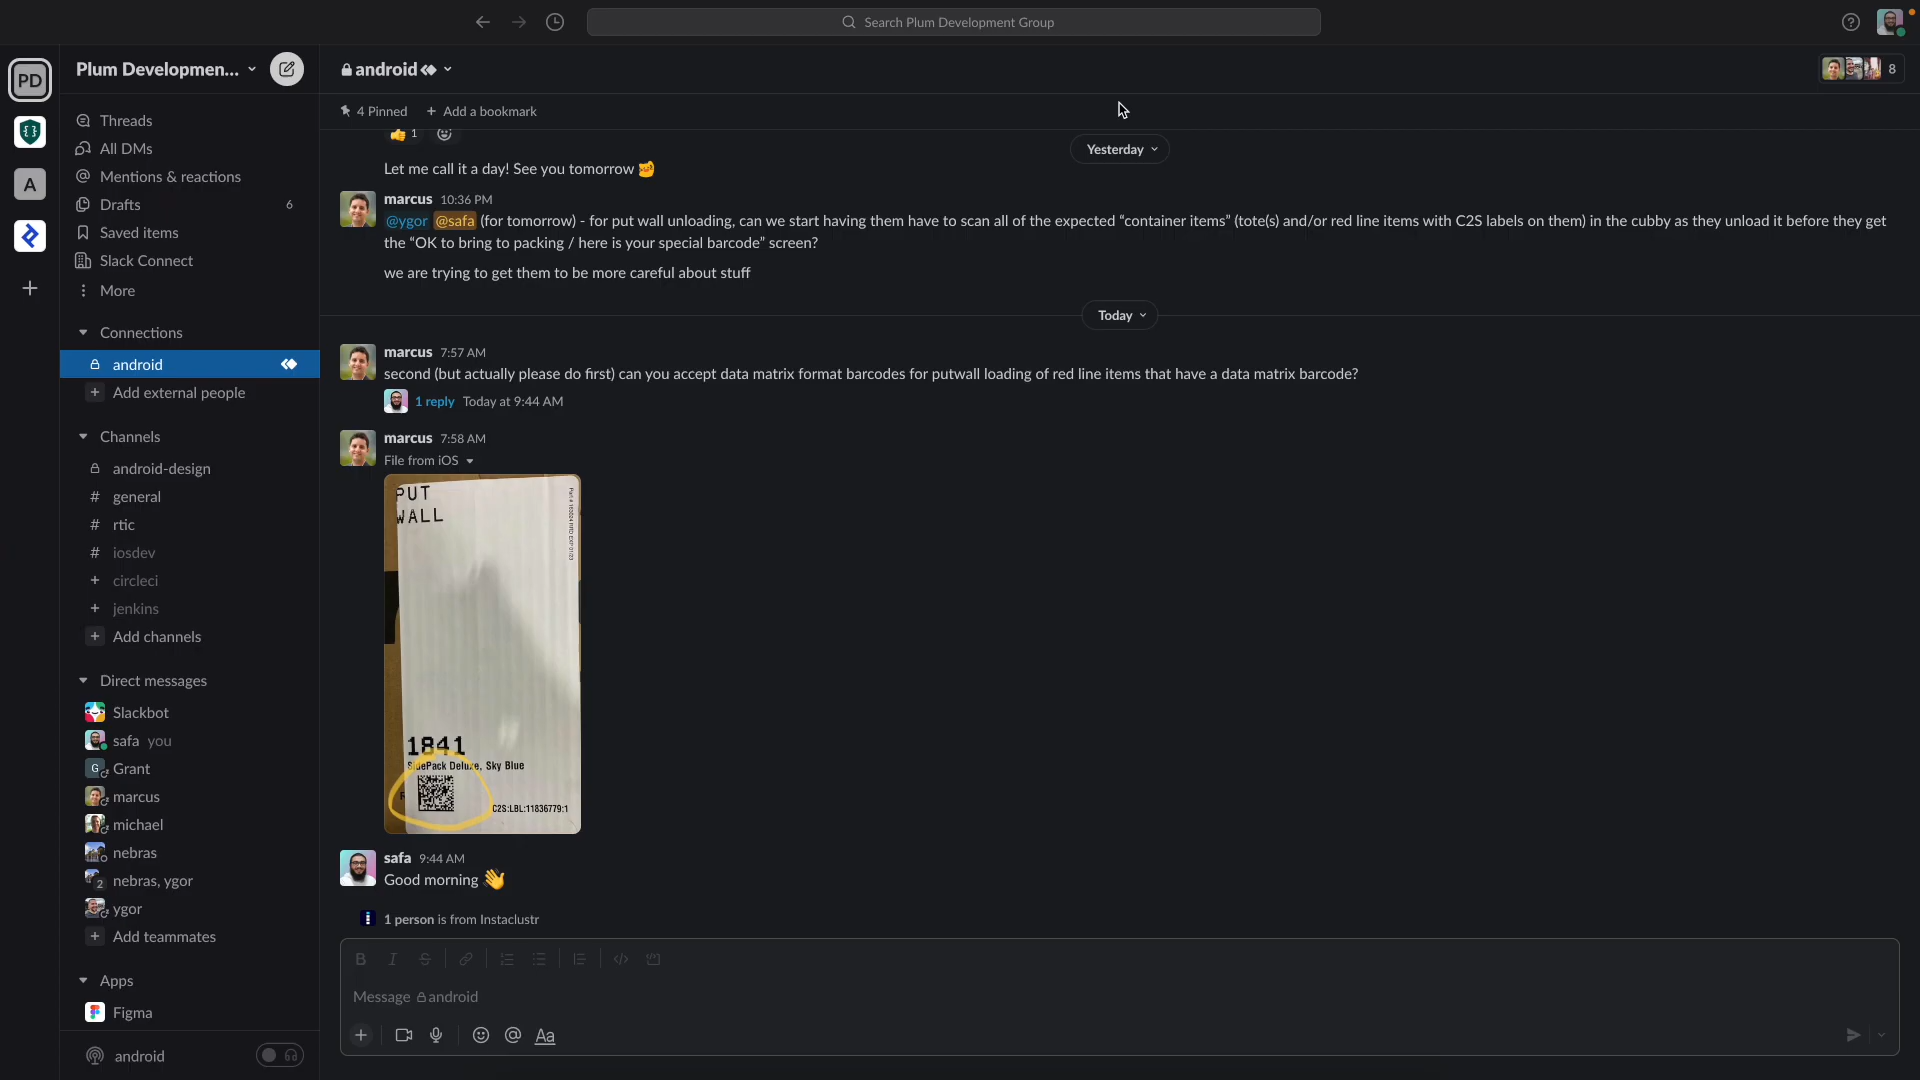 Search Plum Development Group
PD
Plum Developmen...
android
8
4 Pinned
Add a bookmark
Threads
All DMs
Mentions & reactions
Drafts 6
Saved items
Slack Connect
More
A
Connections
android
Add external people
Channels
android-design
# general
# rtic
# iosdev
circleci
jenkins
Add channels
Direct messages
Slackbot
safa you
G Grant
marcus
michael
nebras
2 nebras, ygor
ygor
Add teammates
Apps
Figma
android
1
Yesterday
Let me call it a day! See you tomorrow
marcus 10:36 PM
@ygor @safa (for tomorrow) - for put wall unloading, can we start having them have to scan all of the expected “container items” (tote(s) and/or red line items with C2S labels on them) in the cubby as they unload it before they get
the “OK to bring to packing / here is your special barcode” screen?
we are trying to get them to be more careful about stuff
Today
marcus 7:57 AM
second (but actually please do first) can you accept data matrix format barcodes for putwall loading of red line items that have a data matrix barcode?
1 reply Today at 9:44 AM
marcus 7:58 AM
File from iOS
PUT
WALL
1841
SidePack Deluxe, Sky Blue
C2S:LBL:11836779:1
safa 9:44 AM
Good morning
1 person is from Instaclustr
B I S
Message android
Aa